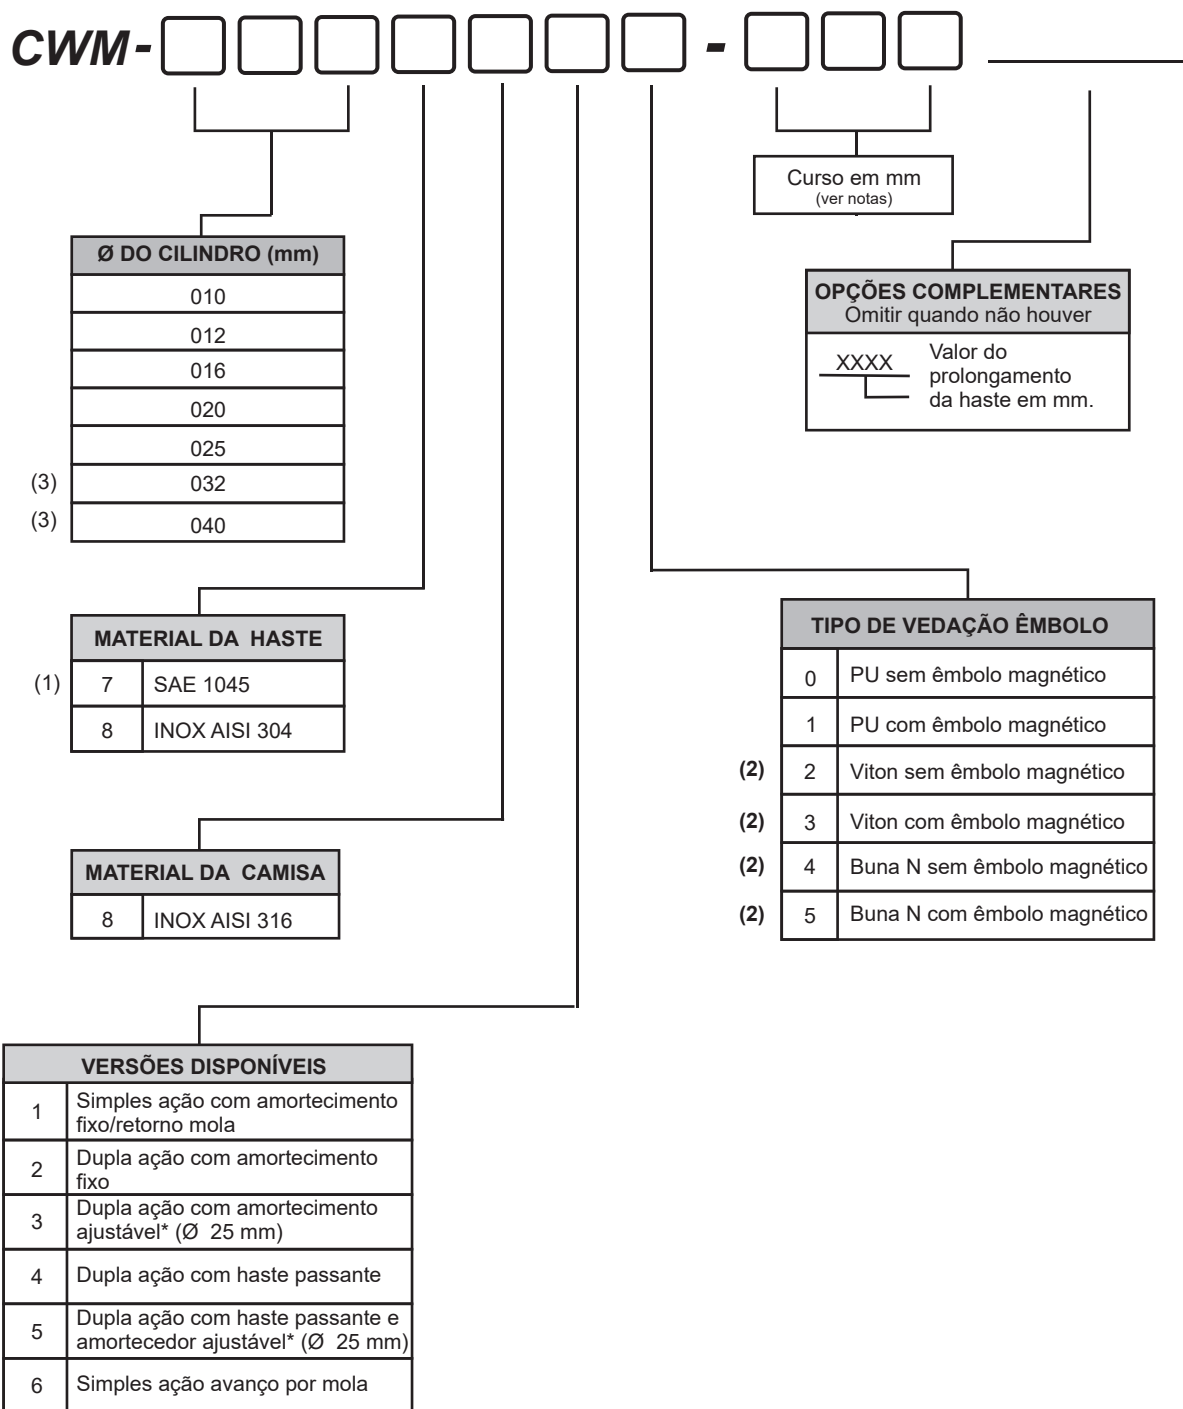 CWM- -
Curso em mm
(ver notas)
Ø DO CILINDRO (mm)
010
012
016
020
025
(3) 032
(3) 040
OPÇÕES COMPLEMENTARES
Omitir quando não houver
XXXX
Valor do
prolongamento
da haste em mm.
MATERIAL DA HASTE
(1) 7 SAE 1045
8 INOX AISI 304
TIPO DE VEDAÇÃO ÊMBOLO
0 PU sem êmbolo magnético
1 PU com êmbolo magnético
(2) 2 Viton sem êmbolo magnético
(2) 3 Viton com êmbolo magnético
(2) 4 Buna N sem êmbolo magnético
(2) 5 Buna N com êmbolo magnético
MATERIAL DA CAMISA
8 INOX AISI 316
VERSÕES DISPONÍVEIS
1 Simples ação com amortecimento
fixo/retorno mola
2 Dupla ação com amortecimento
fixo
3 Dupla ação com amortecimento
ajustável* (Ø 25 mm)
4 Dupla ação com haste passante
5 Dupla ação com haste passante e
amortecedor ajustável* (Ø 25 mm)
6 Simples ação avanço por mola